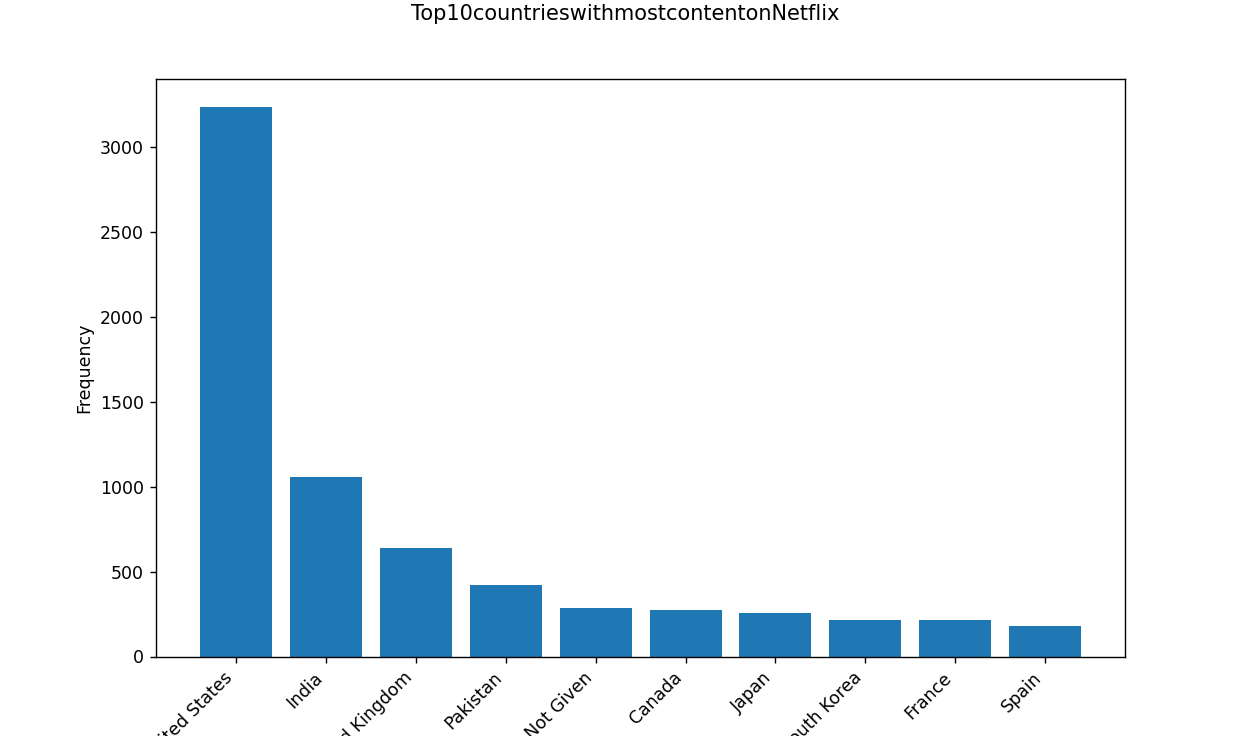 Top10countrieswithmostcontentonNetflix
3000
2500
2000
1500
1000
500
0
Frequency
States
India
Kingdom
Pakistan
Not Given
Canada
Japan
Korea
France
Spain